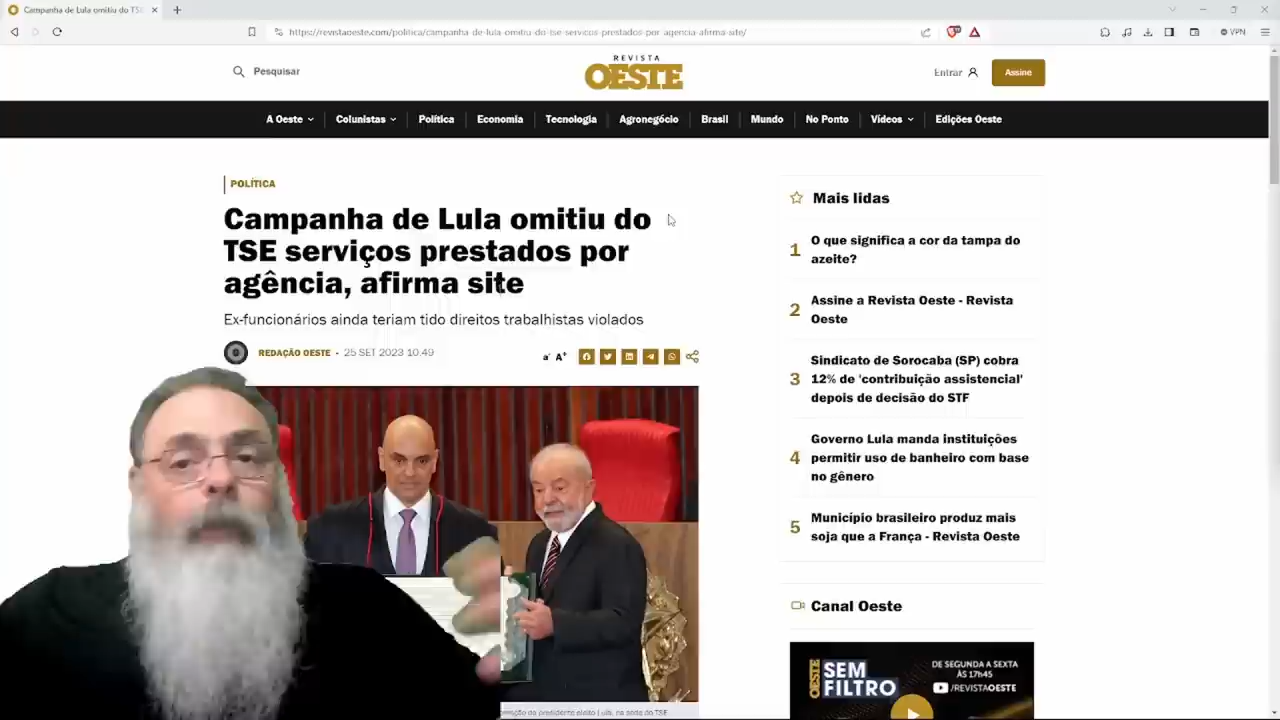 Campanha de Lula omitiu do TSE
https://revistaoeste.com/politica/campanha-de-lula-omitiu-do-tse-servicos-prestados-por-agencia-afirma-site/
VPN
Pesquisar
REVISTA
OESTE
Entrar
Assine
A Oeste
Colunistas
Política
Economia
Tecnologia
Agronegócio
Brasil
Mundo
No Ponto
Vídeos
Edições Oeste
POLÍTICA
Campanha de Lula omitiu do
TSE serviços prestados por
agência, afirma site
Ex-funcionários ainda teriam tido direitos trabalhistas violados
REDAÇÃO OESTE • 25 SET 2023 10:49
a- A+
presidente eleito | ula, na sede do TSE
Mais lidas
1
O que significa a cor da tampa do
azeite?
2
Assine a Revista Oeste - Revista
Oeste
3
Sindicato de Sorocaba (SP) cobra
12% de 'contribuição assistencial'
depois de decisão do STF
4
Governo Lula manda instituições
permitir uso de banheiro com base
no gênero
5
Município brasileiro produz mais
soja que a França - Revista Oeste
Canal Oeste
OESTE
SEM
FILTRO
DE SEGUNDA A SEXTA
ÀS 17h45
/REVISTAOESTE